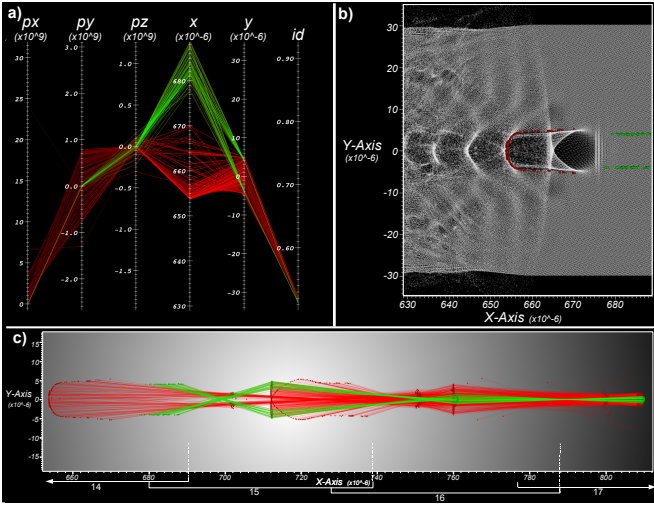 a)
px py pz x y id
(x10^9) (x10^9) (x10^9) (x10^-6) (x10^-6)
30 3.0 0.90
1.0 680 30
25 2.0
0.5 20
20 1.0 670 0.80
10
15 0.0 0.0 660
0 0.70
10 -1.0 -0.5 650 -10
5 -1.0 -20 0.60
-2.0 640
-1.5 -30
0 630
b)
30
20
10
Y-Axis 0
(x10^-6)
-10
-20
-30
630 640 650 660 670 680
X-Axis (x10^-6)
c)
15
10
5
Y-Axis 0
(x10^-6)
-5
-10
-15
660 680 700 720 740 760 780 800
X-Axis (x10^-6)
14 15 16 17